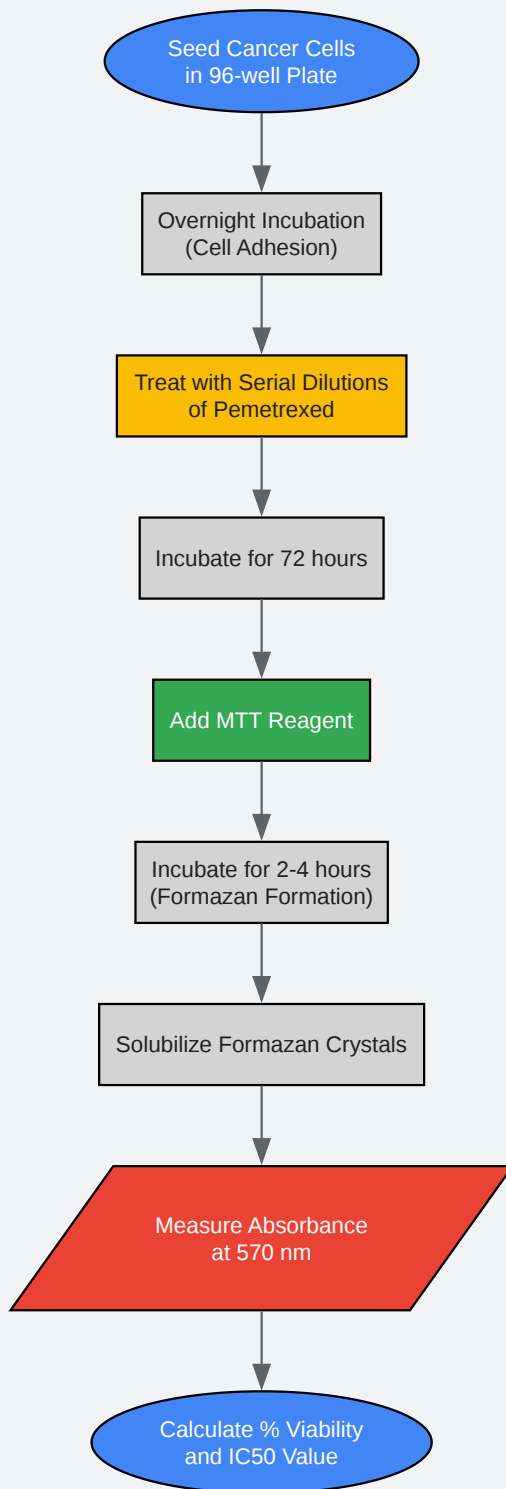 Seed Cancer Cells
in 96-well Plate
Overnight Incubation
(Cell Adhesion)
Treat with Serial Dilutions
of Pemetrexed
Incubate for 72 hours
Add MTT Reagent
Incubate for 2-4 hours
(Formazan Formation)
Solubilize Formazan Crystals
Measure Absorbance
at 570 nm
Calculate % Viability
and IC50 Value